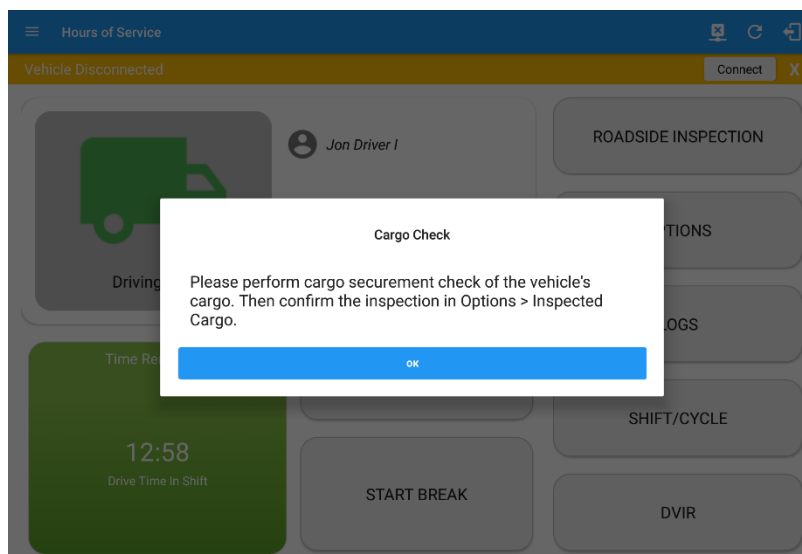 Hours of Service
Vehicle Disconnected
Connect
X
Jon Driver I
ROADSIDE INSPECTION
Driving
TIONS
Cargo Check
Please perform cargo securement check of the vehicle's
cargo. Then confirm the inspection in Options > Inspected
Cargo.
OK
OGS
Time Re
12:58
Drive Time In Shift
SHIFT/CYCLE
START BREAK
DVIR